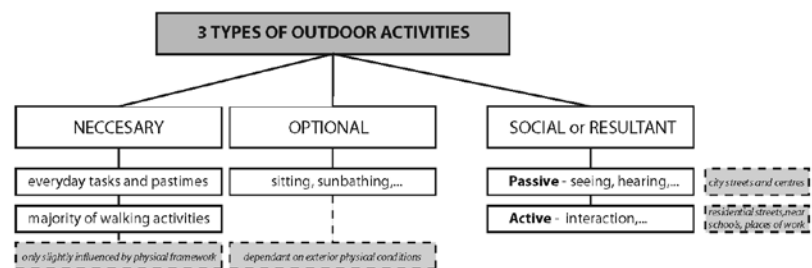 3 TYPES OF OUTDOOR ACTIVITIES
NECCESARY
OPTIONAL
SOCIAL or RESULTANT
everyday tasks and pastimes
sitting, sunbathing,...
Passive - seeing, hearing,...
city streets and centres
majority of walking activities
Active - interaction,...
residential streets,near
schools, places of work
only slightly influenced by physical framework
dependant on exterior physical conditions